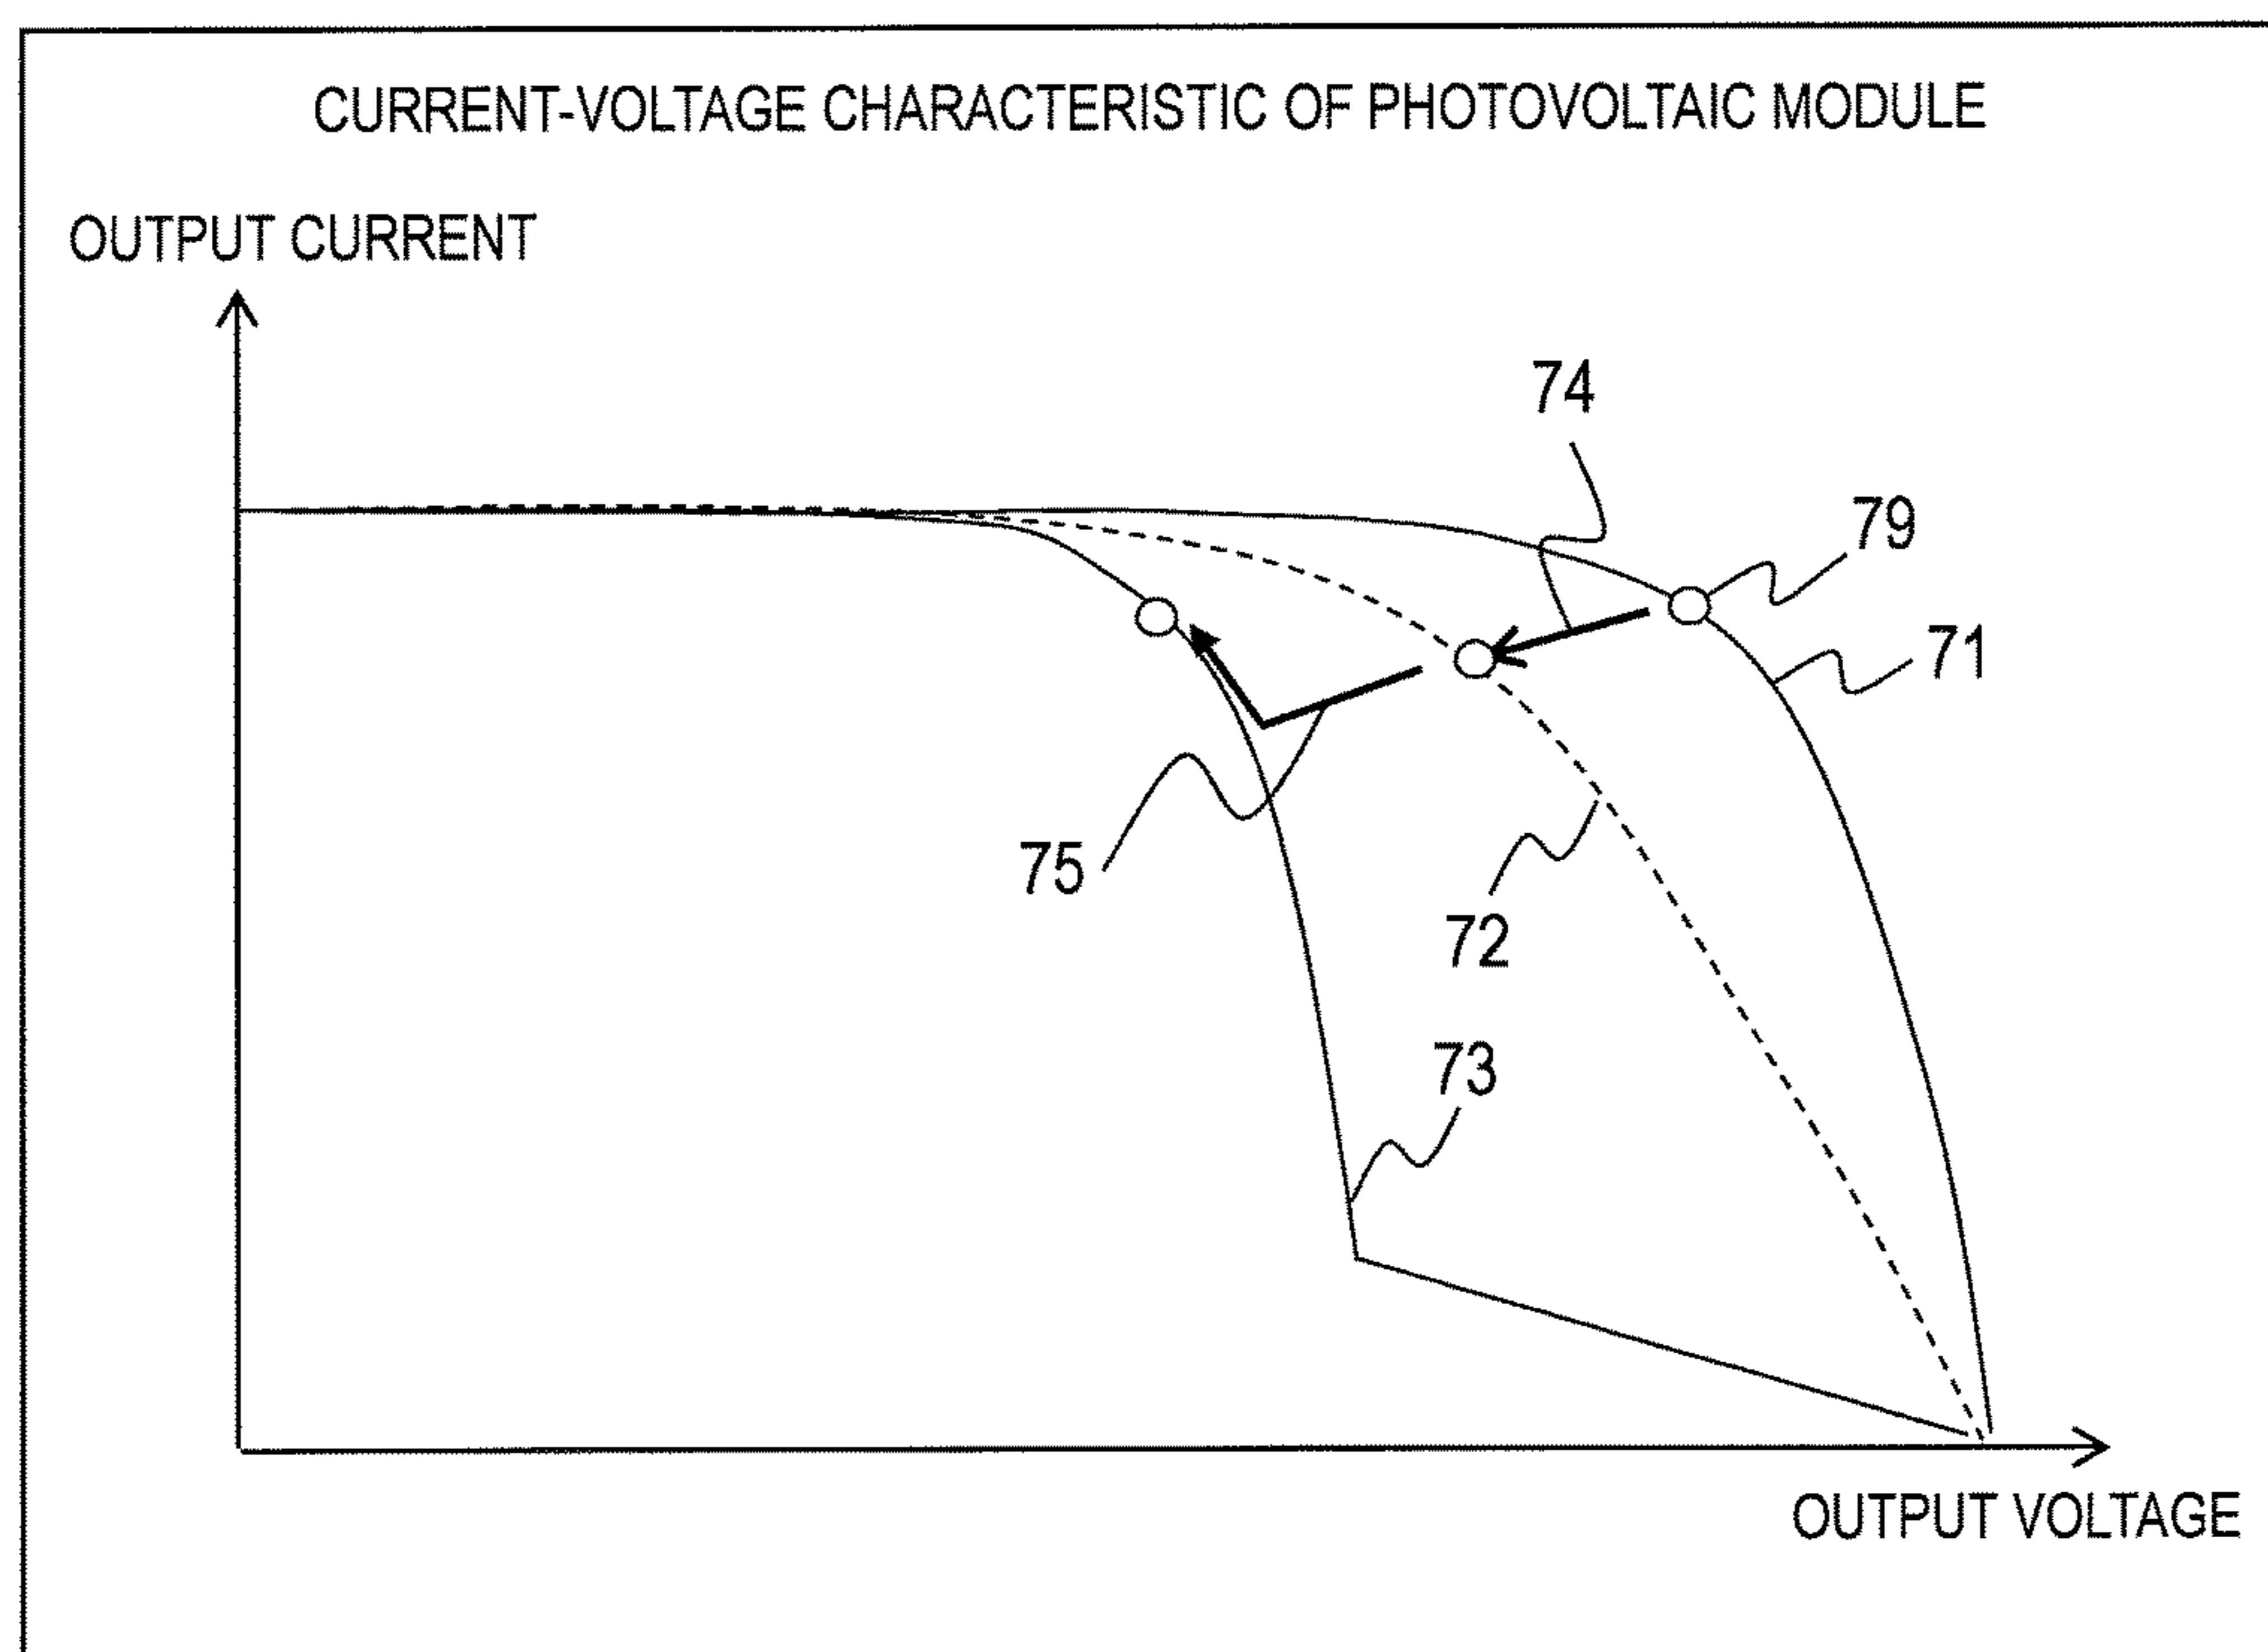 CURRENT-VOLTAGE CHARACTERISTIC OF PHOTOVOLTAIC MODULE
OUTPUT CURRENT
74
79
71
75
72
73
OUTPUT VOLTAGE